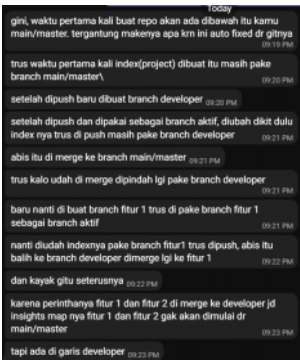 Today
gini, waktu pertama kali buat repo akan ada dibawah itu kamu
main/master. tergantung makenya apa krn ini auto fixed dr gitnya
09:19 PM
trus waktu pertama kali index(project) dibuat itu masih pake
branch main/master\
09:20 PM
setelah dipush baru dibuat branch developer 09:20 PM
setelah dipush dan dipakai sebagai branch aktif, diubah dikit dulu
index nya trus di push masih pake branch developer 09:21 PM
abis itu di merge ke branch main/master 09:21 PM
trus kalo udah di merge dipindah lgi pake branch developer
09:21 PM
baru nanti di buat branch fitur 1 trus di pake branch fitur 1
sebagai branch aktif 09:21 PM
nanti diudah indexnya pake branch fitur1 trus dipush, abis itu
balih ke branch developer dimerge lgi ke fitur 1 09:22 PM
dan kayak gitu seterusnya 09:22 PM
karena perinthanya fitur 1 dan fitur 2 di merge ke developer jd
insights map nya fitur 1 dan fitur 2 gak akan dimulai dr
main/master 09:23 PM
tapi ada di garis developer 09:23 PM